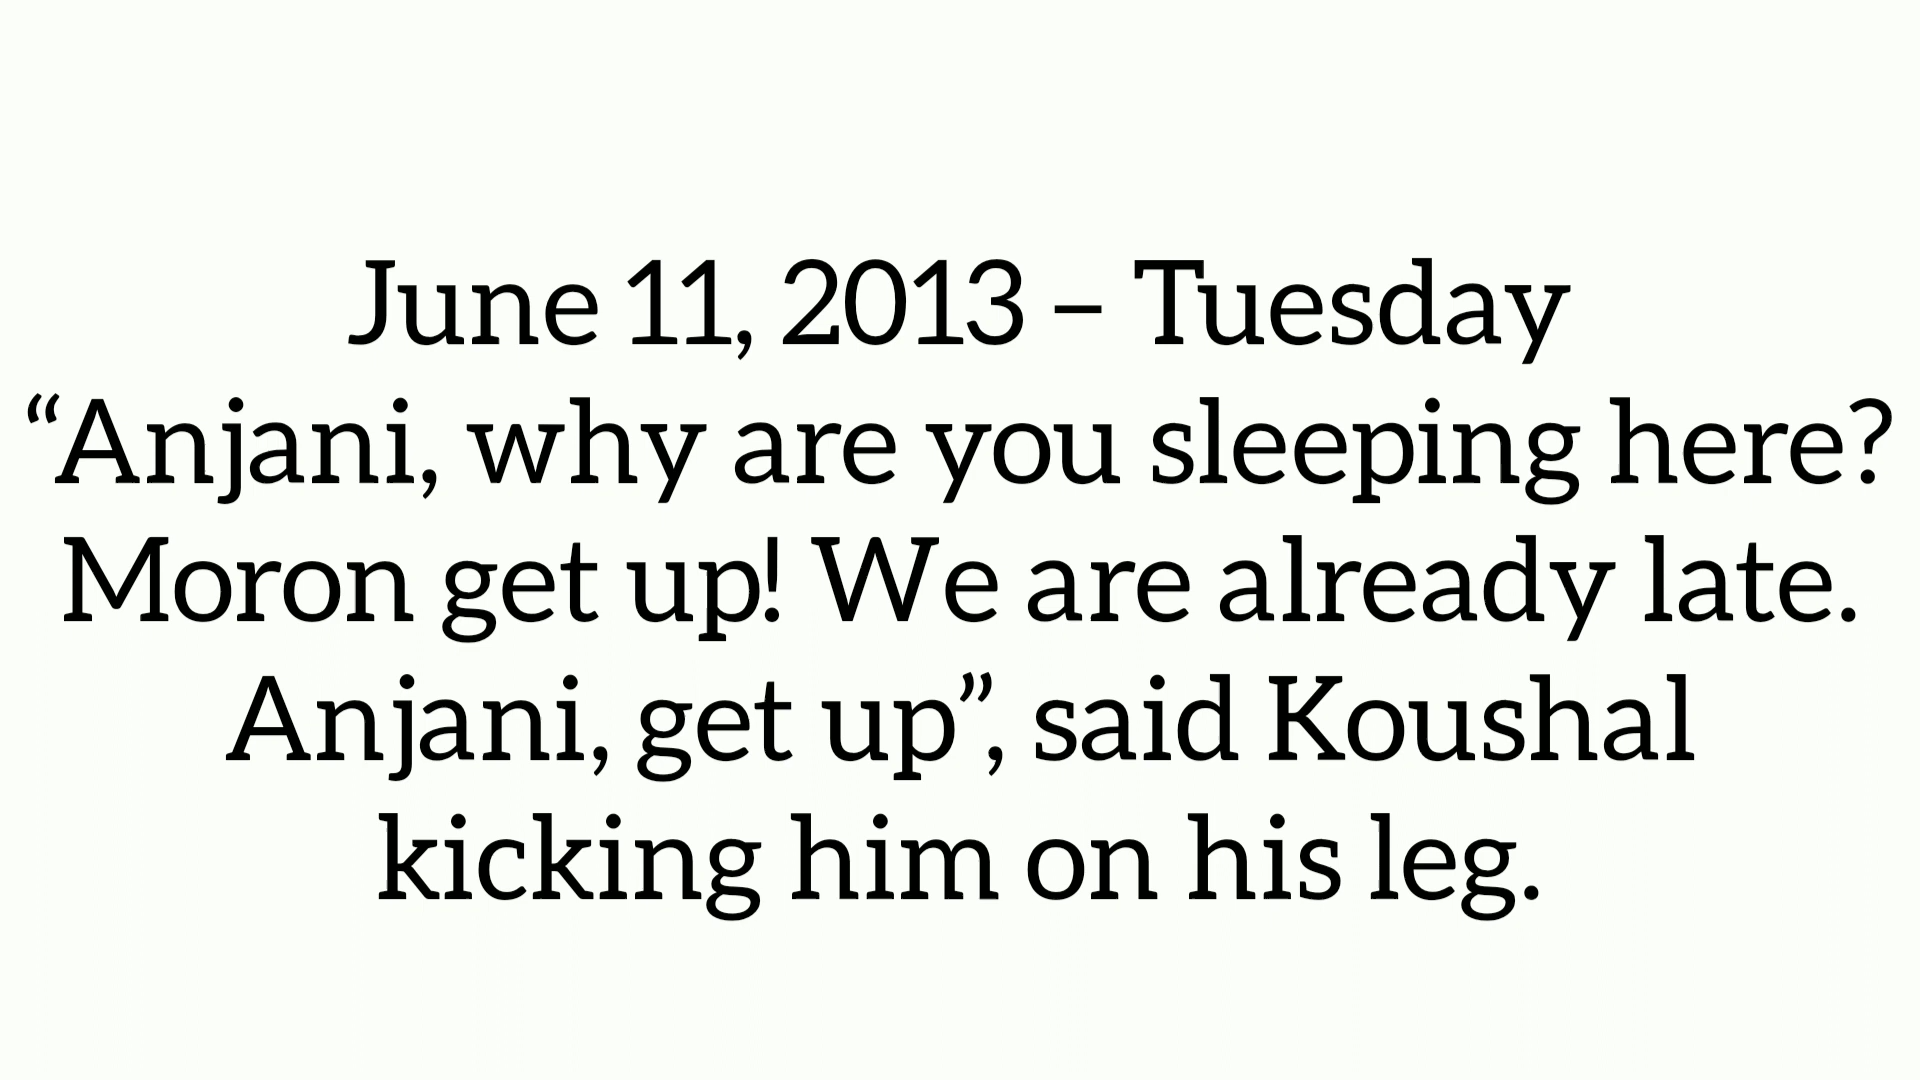 June 11, 2013 – Tuesday
“Anjani, why are you sleeping here?
Moron get up! We are already late.
Anjani, get up”, said Koushal
kicking him on his leg.